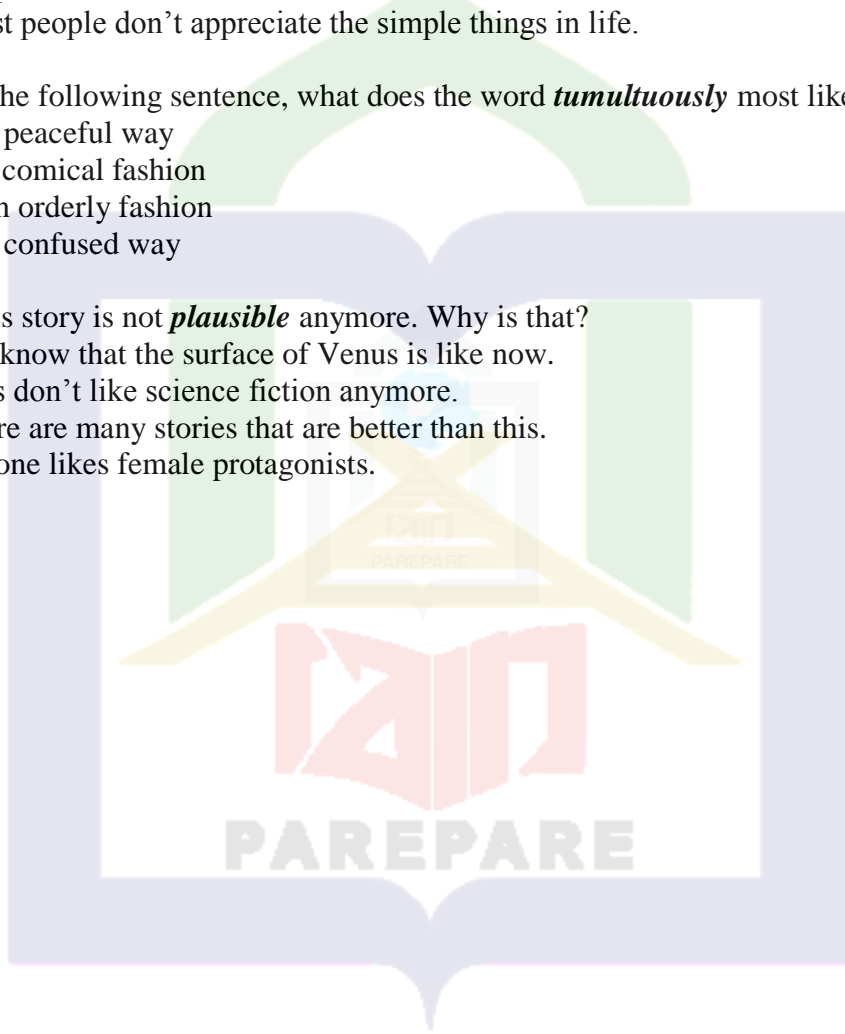 st people don’t appreciate the simple things in life.
he following sentence, what does the word tumultuously most like
peaceful way
comical fashion
n orderly fashion
confused way
s story is not plausible anymore. Why is that?
know that the surface of Venus is like now.
s don’t like science fiction anymore.
re are many stories that are better than this.
one likes female protagonists.
PAREPARE
PAREPARE